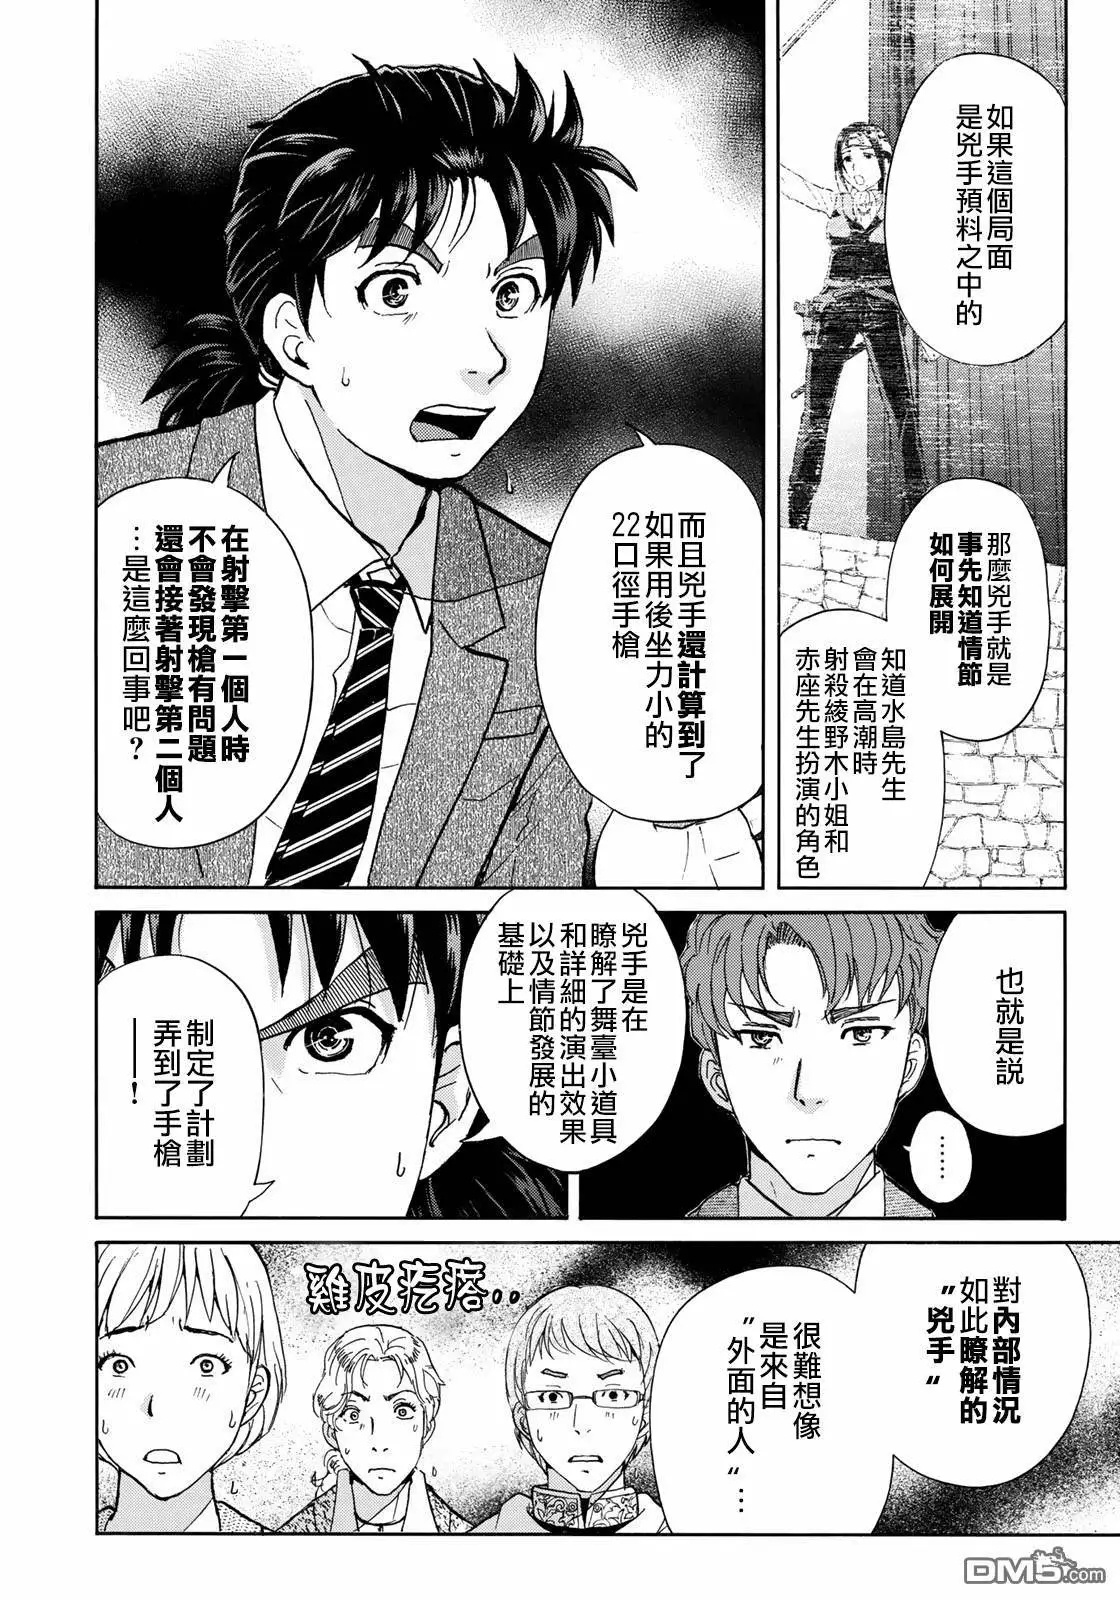 如果這個局面
是兇手預料之中的
那麼兇手就是
事先知道情節
如何展開
知道水島先生
會在高潮時
射殺綾野木小姐和
赤座先生扮演的角色
而且兇手還計算到了
如果用後坐力小的
22口徑手槍
在射擊第一個人時
不會發現槍有問題
還會接著射擊第二個人
…是這麼回事吧？
也就是説
……
兇手是在
瞭解了舞臺小道具
和詳細的演出效果
以及情節發展的
基礎上
制定了計劃
弄到了手槍
——！
對內部情況
如此瞭解的
"兇手"
很難想像
是來自
"外面的人"…
雞皮疙瘩..
DM5.com